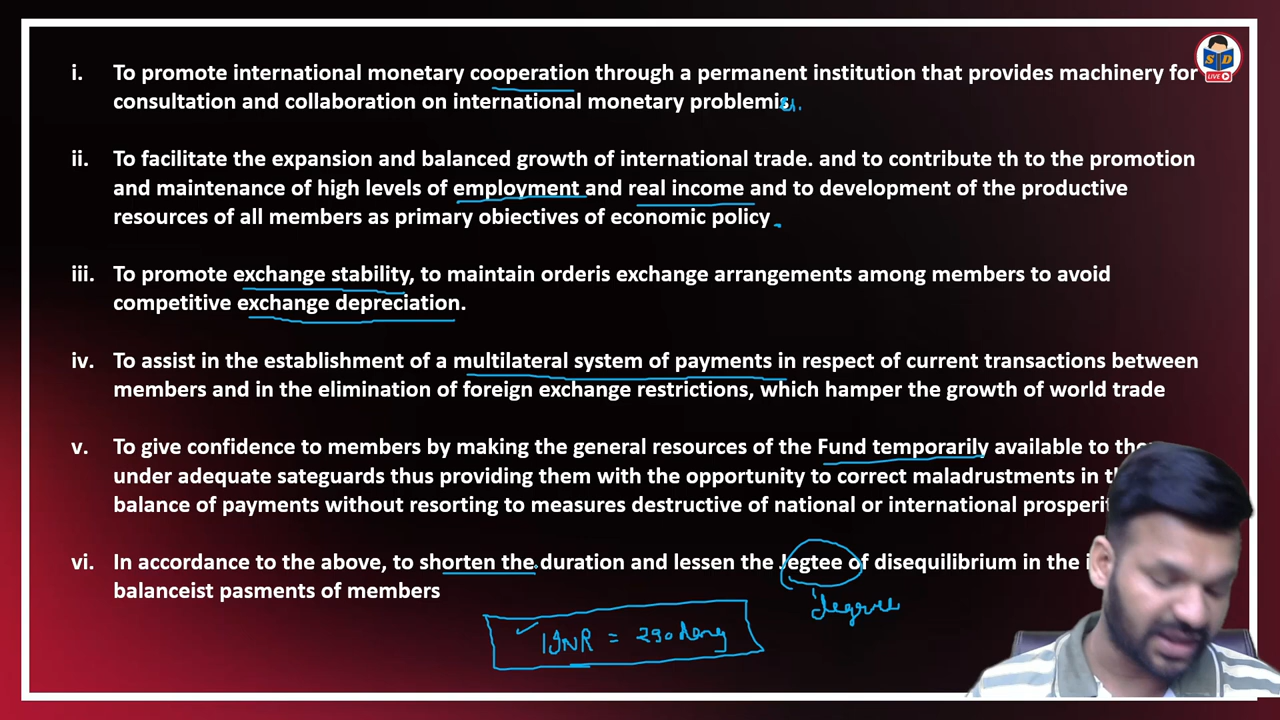 S D
LIVE
i. To promote international monetary cooperation through a permanent institution that provides machinery for
consultation and collaboration on international monetary problemis.
ii. To facilitate the expansion and balanced growth of international trade. and to contribute th to the promotion
and maintenance of high levels of employment and real income and to development of the productive
resources of all members as primary obiectives of economic policy
iii. To promote exchange stability, to maintain orderis exchange arrangements among members to avoid
competitive exchange depreciation.
iv. To assist in the establishment of a multilateral system of payments in respect of current transactions between
members and in the elimination of foreign exchange restrictions, which hamper the growth of world trade
v. To give confidence to members by making the general resources of the Fund temporarily available to
under adequate sateguards thus providing them with the opportunity to correct maladrustments in
balance of payments without resorting to measures destructive of national or international
vi. In accordance to the above, to shorten the duration and lessen the Jegtee of disequilibrium in the
balanceist pasments of members
degree
1INR = 290 dong